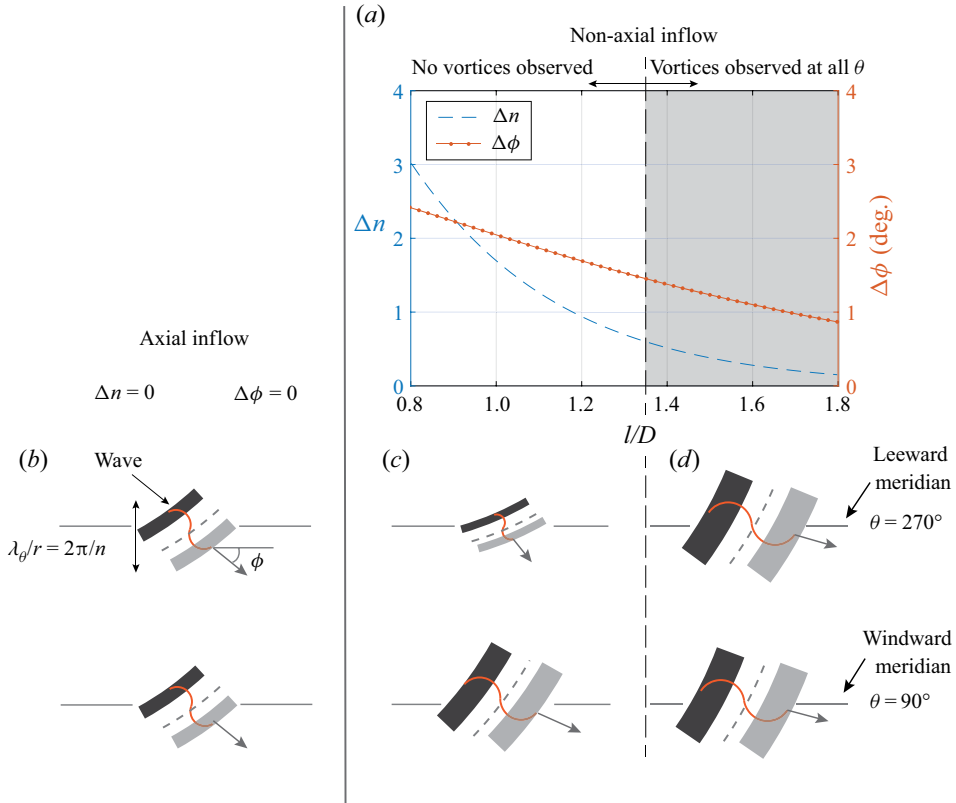 (a)
Non-axial inflow
No vortices observed
Vortices observed at all θ
4
3
2
1
0
Δn
Δn
Δϕ
4
3
2
1
0
Δϕ (deg.)
0.8
1.0
1.2
1.4
1.6
1.8
l/D
Axial inflow
Δn = 0
Δϕ = 0
(b)
Wave
λθ/r = 2π/n
ϕ
(c)
(d)
Leeward
meridian
θ = 270°
Windward
meridian
θ = 90°